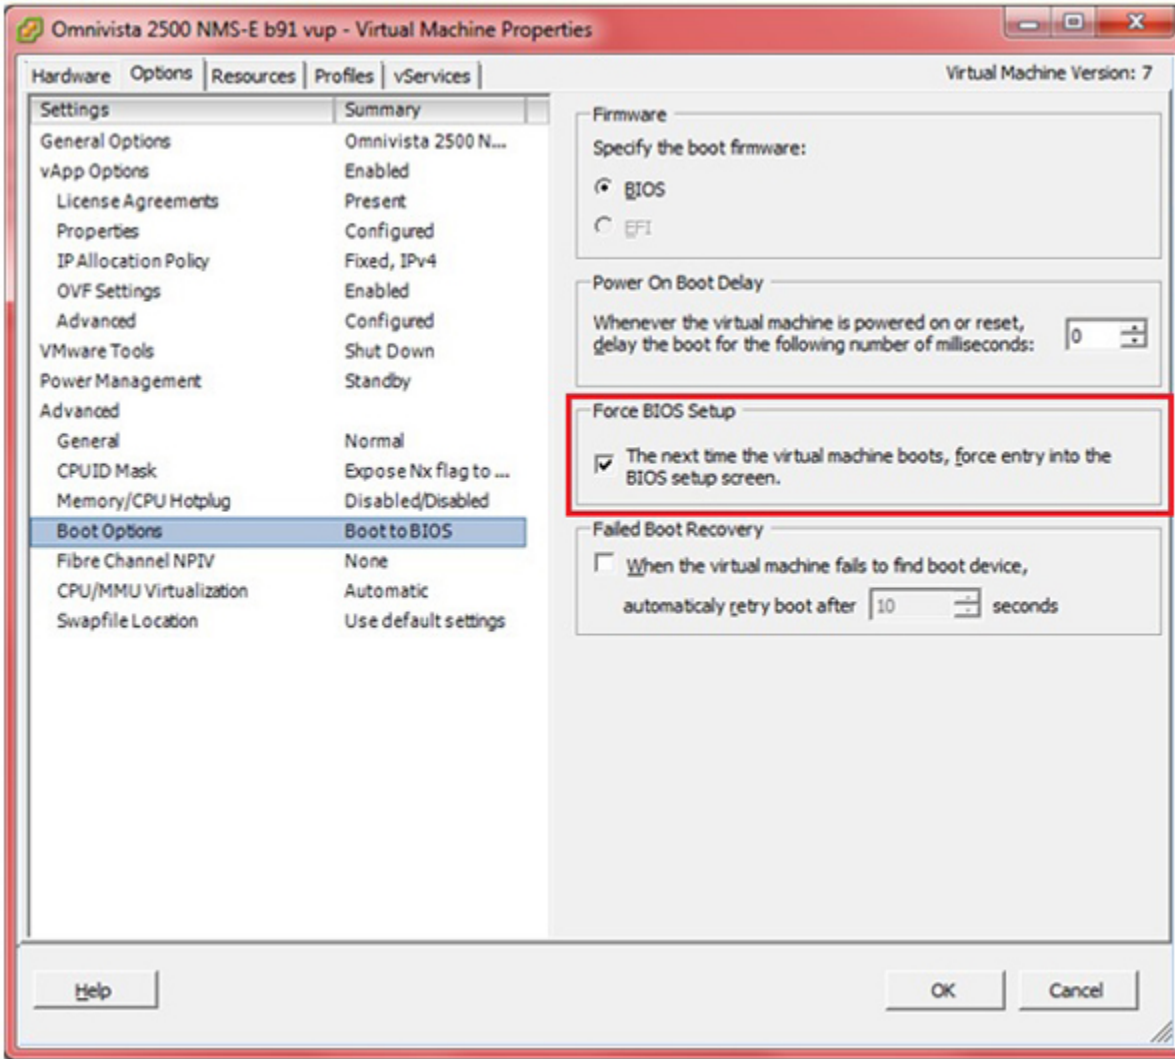 Omnivista 2500 NMS-E b91 vup - Virtual Machine Properties
Hardware Options Resources Profiles vServices
Virtual Machine Version: 7
Settings Summary
General Options Omnivista 2500 N...
vApp Options Enabled
License Agreements Present
Properties Configured
IP Allocation Policy Fixed, IPv4
OVF Settings Enabled
Advanced Configured
VMware Tools Shut Down
Power Management Standby
Advanced
General Normal
CPUID Mask Expose Nx flag to ...
Memory/CPU Hotplug Disabled/Disabled
Boot Options Boot to BIOS
Fibre Channel NPIV None
CPU/MMU Virtualization Automatic
Swapfile Location Use default settings
Firmware
Specify the boot firmware:
BIOS
EFI
Power On Boot Delay
Whenever the virtual machine is powered on or reset,
delay the boot for the following number of milliseconds: 0
Force BIOS Setup
The next time the virtual machine boots, force entry into the
BIOS setup screen.
Failed Boot Recovery
When the virtual machine fails to find boot device,
automaticaly retry boot after 10 seconds
Help OK Cancel